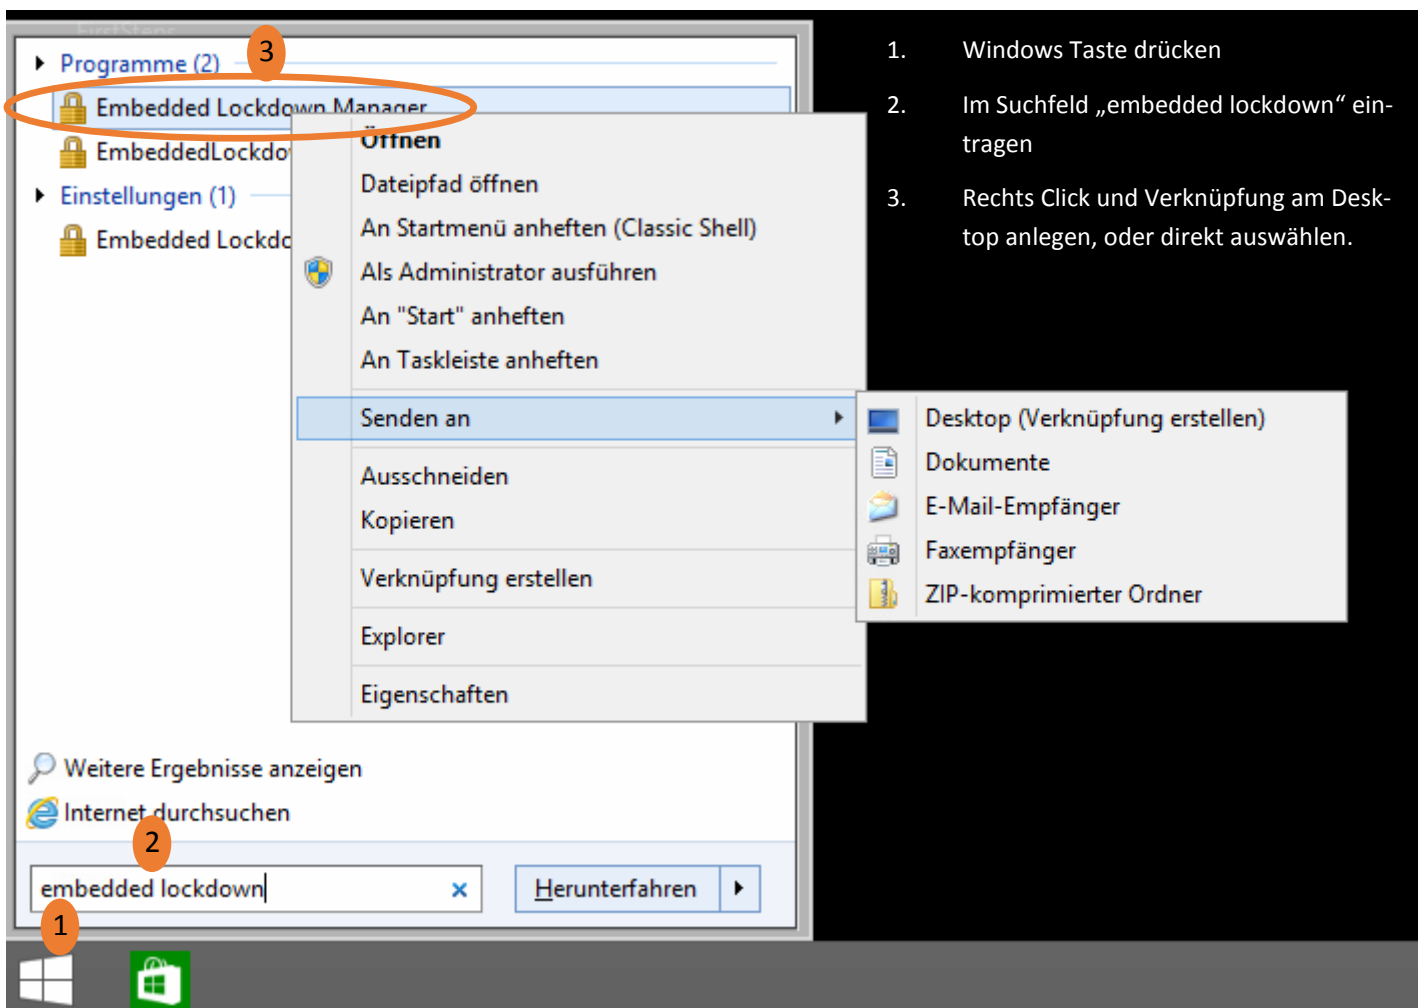 FirstSteps
Programme (2)
3
Embedded Lockdown Manager
EmbeddedLockdo
Einstellungen (1)
Embedded Lockdo
Öffnen
Dateipfad öffnen
An Startmenü anheften (Classic Shell)
Als Administrator ausführen
An "Start" anheften
An Taskleiste anheften
Senden an
Ausschneiden
Kopieren
Verknüpfung erstellen
Explorer
Eigenschaften
Desktop (Verknüpfung erstellen)
Dokumente
E-Mail-Empfänger
Faxempfänger
ZIP-komprimierter Ordner
Weitere Ergebnisse anzeigen
Internet durchsuchen
2
embedded lockdown
Herunterfahren
1
1. Windows Taste drücken
2. Im Suchfeld „embedded lockdown“ ein-
tragen
3. Rechts Click und Verknüpfung am Desk-
top anlegen, oder direkt auswählen.